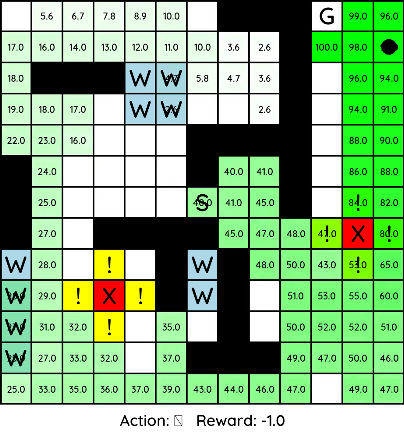 5.6 6.7 7.8 8.9 10.0 G 99.0 96.0
17.0 16.0 14.0 13.0 12.0 11.0 10.0 3.6 2.6 100.0 98.0
18.0 W W 5.8 4.7 3.6 96.0 94.0
19.0 18.0 17.0 W W 2.6 94.0 91.0
22.0 23.0 16.0 88.0 90.0
24.0 40.0 41.0 86.0 88.0
25.0 S 41.0 45.0 ! 82.0
27.0 45.0 47.0 48.0 ! X !
W 28.0 ! W 48.0 50.0 43.0 ! 65.0
W 29.0 ! X ! W 51.0 53.0 55.0 60.0
W 31.0 32.0 ! 35.0 50.0 52.0 52.0 51.0
W 27.0 33.0 32.0 37.0 49.0 47.0 50.0 46.0
25.0 33.0 35.0 36.0 37.0 39.0 43.0 44.0 46.0 47.0 49.0 47.0
Action: Reward: -1.0